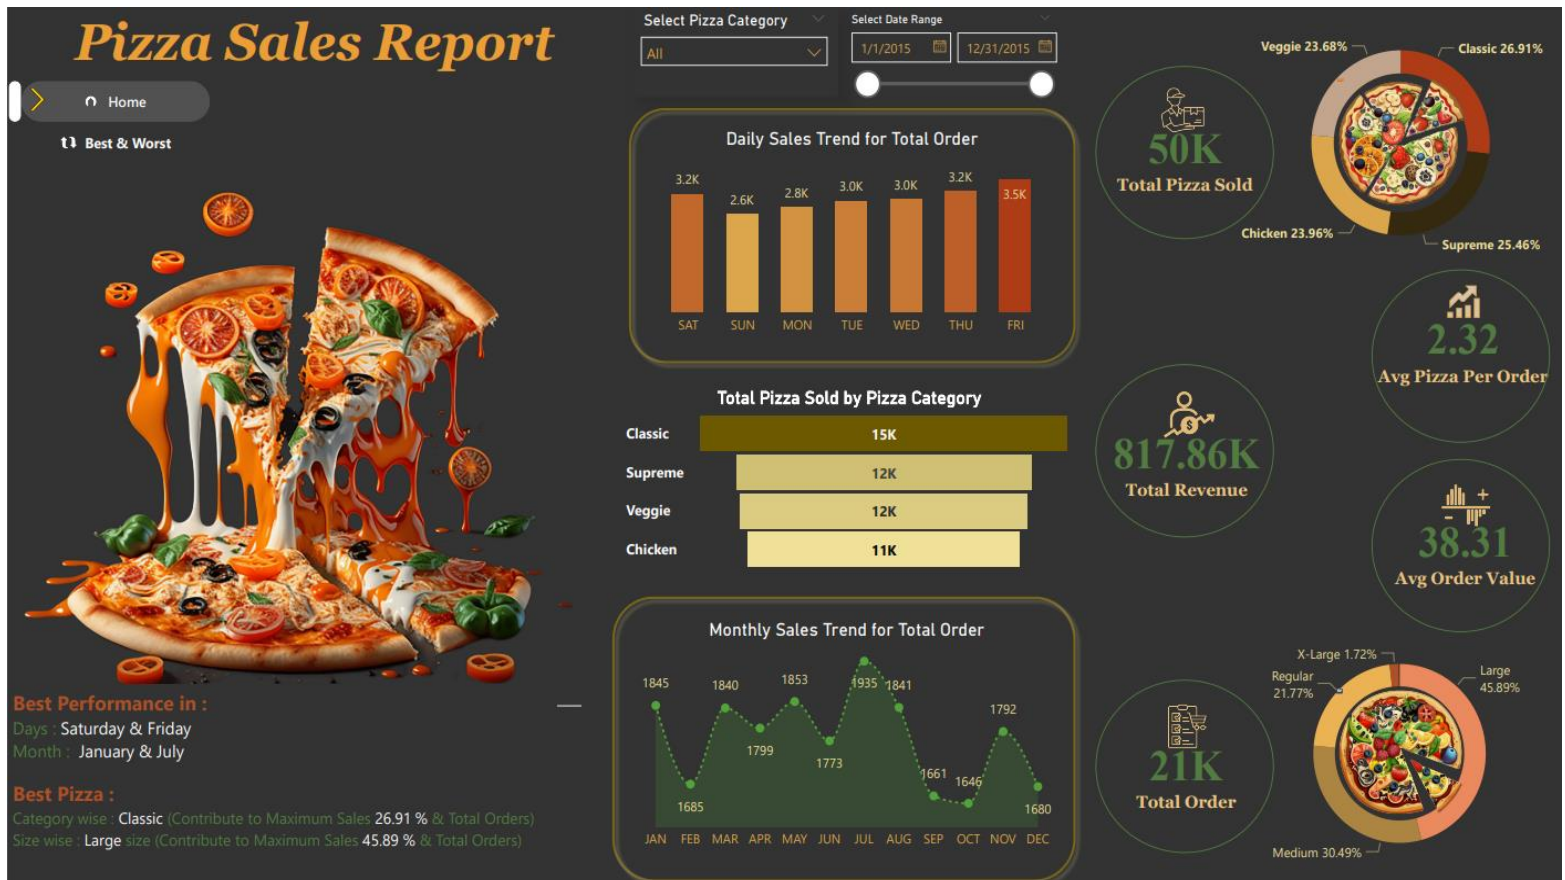 Pizza Sales Report
Home
Best & Worst
Best Performance in :
Days : Saturday & Friday
Month : January & July
Best Pizza :
Category wise : Classic (Contribute to Maximum Sales 26.91 % & Total Orders)
Size wise : Large size (Contribute to Maximum Sales 45.89 % & Total Orders)
Select Pizza Category
All
Select Date Range
1/1/2015
12/31/2015
Daily Sales Trend for Total Order
3.2K
2.6K
2.8K
3.0K
3.0K
3.2K
3.5K
SAT SUN MON TUE WED THU FRI
Total Pizza Sold by Pizza Category
Classic 15K
Supreme 12K
Veggie 12K
Chicken 11K
Monthly Sales Trend for Total Order
1845
1685
1840
1799
1853
1773
1935
1841
1661
1646
1792
1680
JAN FEB MAR APR MAY JUN JUL AUG SEP OCT NOV DEC
50K
Total Pizza Sold
Veggie 23.68%
Classic 26.91%
Chicken 23.96%
Supreme 25.46%
2.32
Avg Pizza Per Order
817.86K
Total Revenue
38.31
Avg Order Value
21K
Total Order
X-Large 1.72%
Regular
21.77%
Large
45.89%
Medium 30.49%